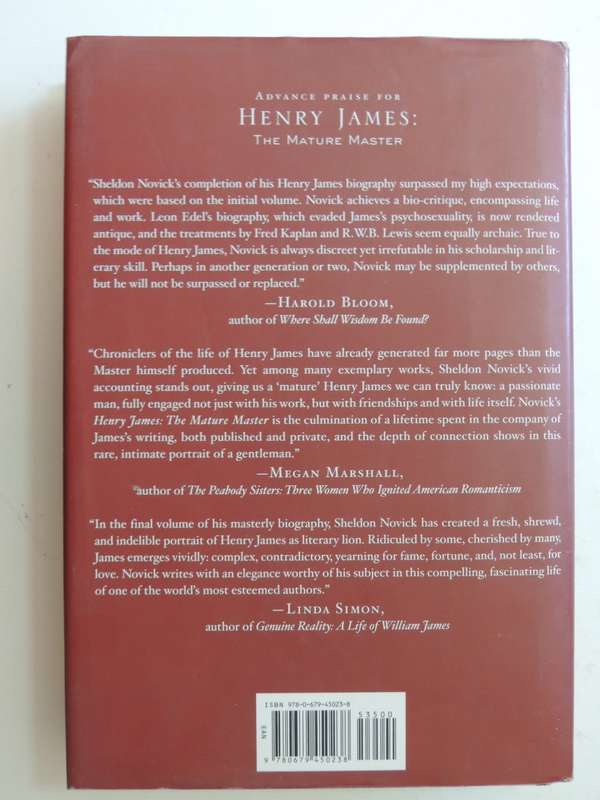 ADVANCE PRAISE FOR
HENRY JAMES:
THE MATURE MASTER
“Sheldon Novick’s completion of his Henry James biography surpassed my high expectations,
which were based on the initial volume. Novick achieves a bio-critique, encompassing life
and work. Leon Edel’s biography, which evaded James’s psychosexuality, is now rendered
antique, and the treatments by Fred Kaplan and R.W.B. Lewis seem equally archaic. True to
the mode of Henry James, Novick is always discreet yet irrefutable in his scholarship and lit-
erary skill. Perhaps in another generation or two, Novick may be supplemented by others,
but he will not be surpassed or replaced.”
—HAROLD BLOOM,
author of Where Shall Wisdom Be Found?
“Chroniclers of the life of Henry James have already generated far more pages than the
Master himself produced. Yet among many exemplary works, Sheldon Novick’s vivid
accounting stands out, giving us a ‘mature’ Henry James we can truly know: a passionate
man, fully engaged not just with his work, but with friendships and with life itself. Novick’s
Henry James: The Mature Master is the culmination of a lifetime spent in the company of
James’s writing, both published and private, and the depth of connection shows in this
rare, intimate portrait of a gentleman.”
—MEGAN MARSHALL,
author of The Peabody Sisters: Three Women Who Ignited American Romanticism
“In the final volume of his masterly biography, Sheldon Novick has created a fresh, shrewd,
and indelible portrait of Henry James as literary lion. Ridiculed by some, cherished by many,
James emerges vividly: complex, contradictory, yearning for fame, fortune, and, not least, for
love. Novick writes with an elegance worthy of his subject in this compelling, fascinating life
of one of the world’s most esteemed authors.”
—LINDA SIMON,
author of Genuine Reality: A Life of William James
ISBN 978-0-679-45023-8
53500
EAN
9 780679 450238